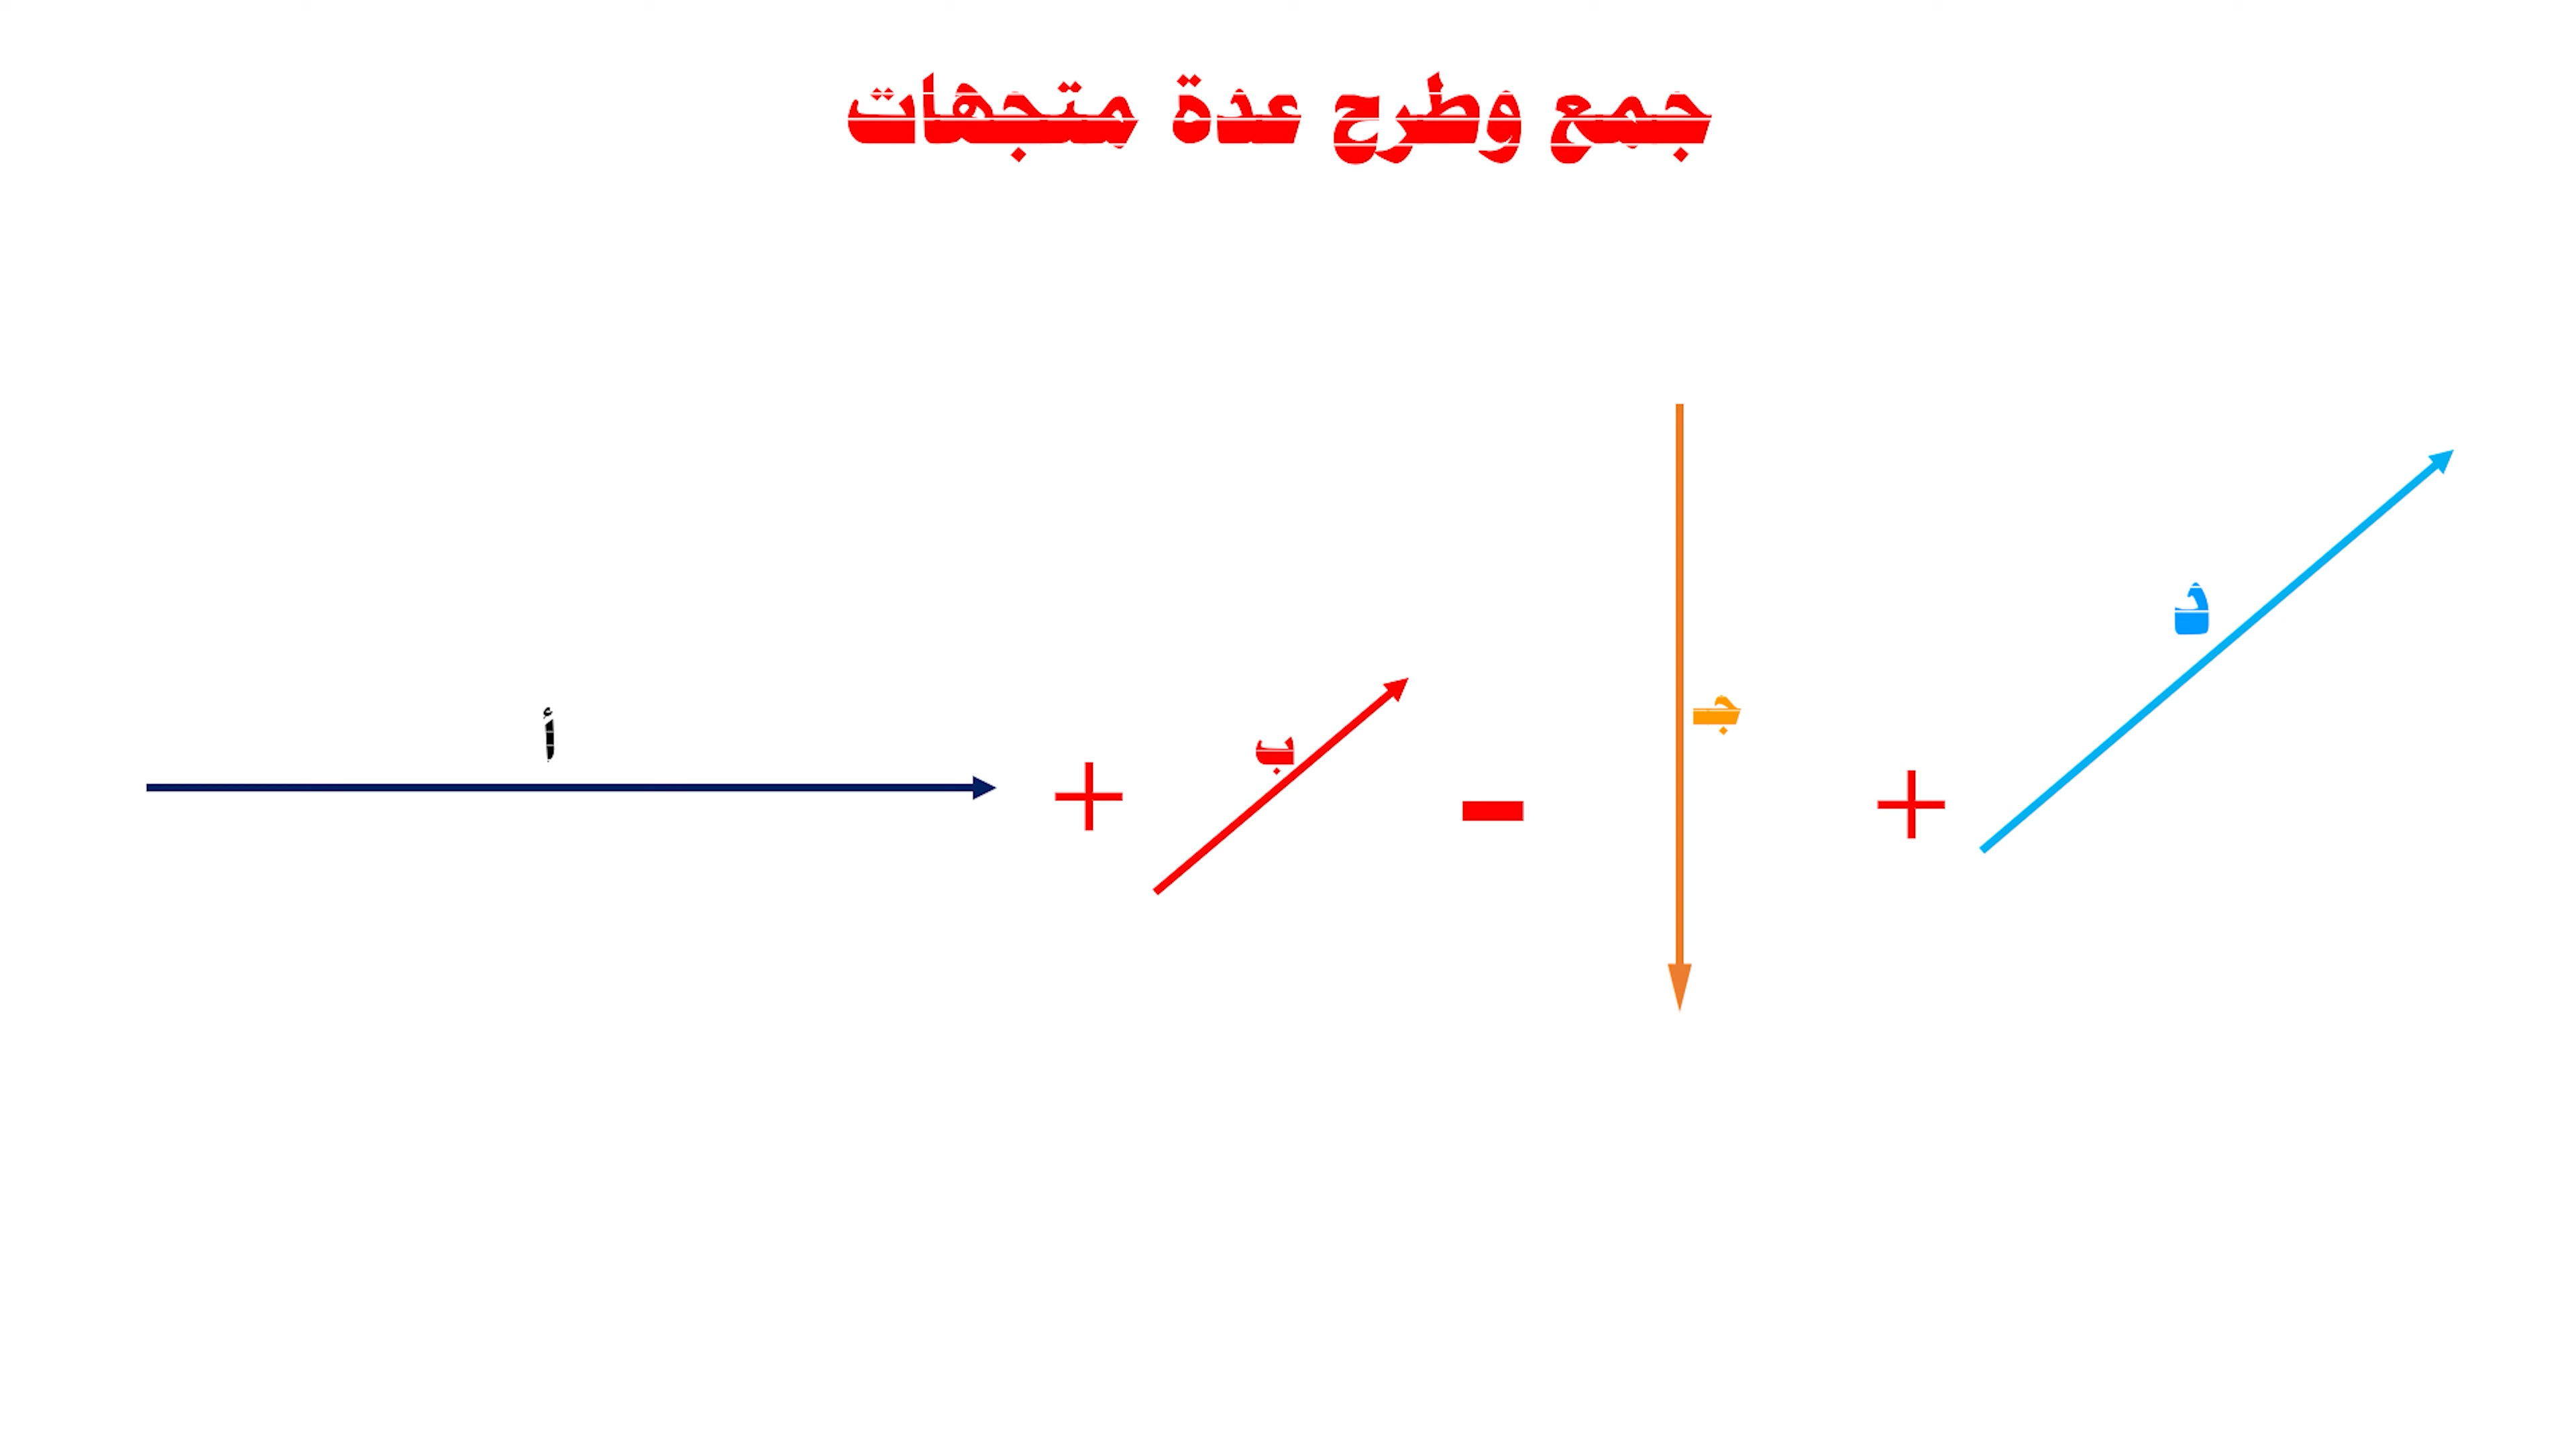 جمع وطرح عدة متجهات
أ + ب - جـ + د